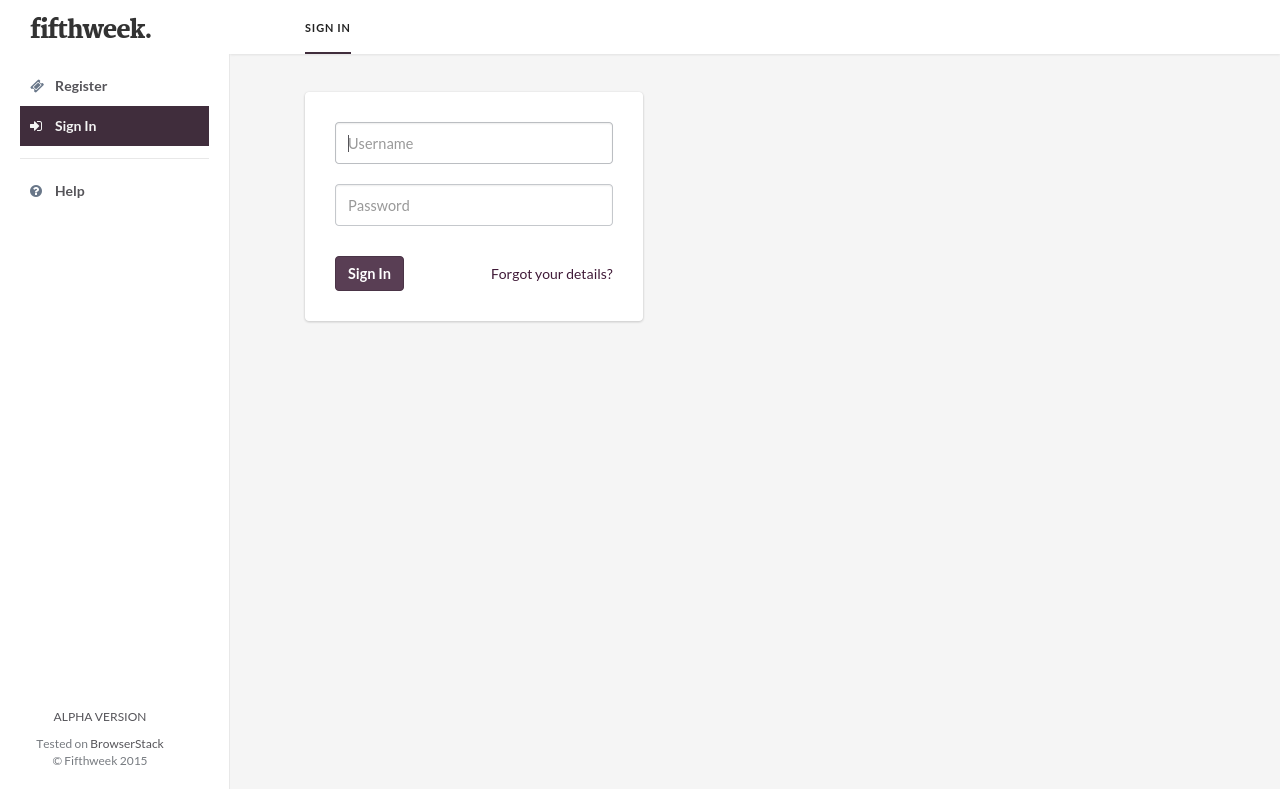 fifthweek.
SIGN IN
Register
Sign In
Help
Username
Password
Sign In
Forgot your details?
ALPHA VERSION
Tested on BrowserStack
© Fifthweek 2015